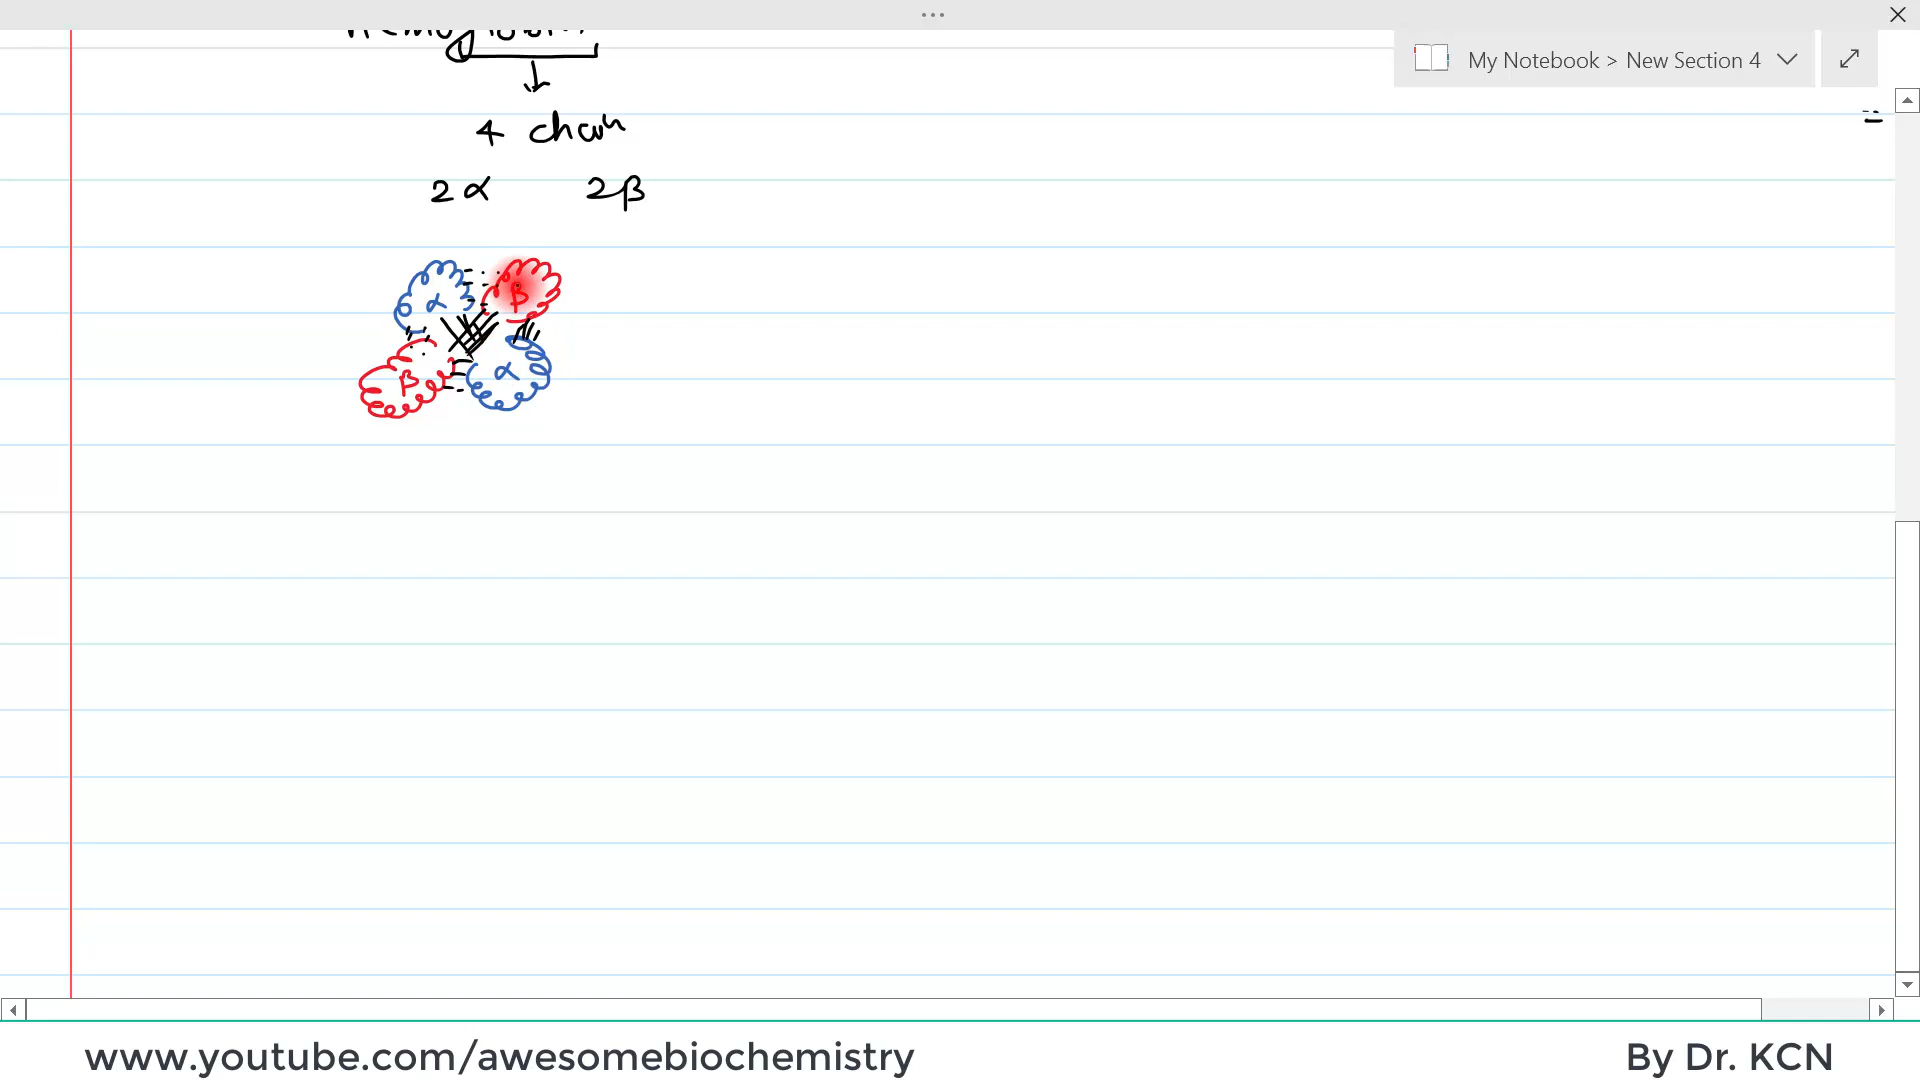 My Notebook > New Section 4
4 chain
2 α 2 β
α β
β α
www.youtube.com/awesomebiochemistry
By Dr. KCN